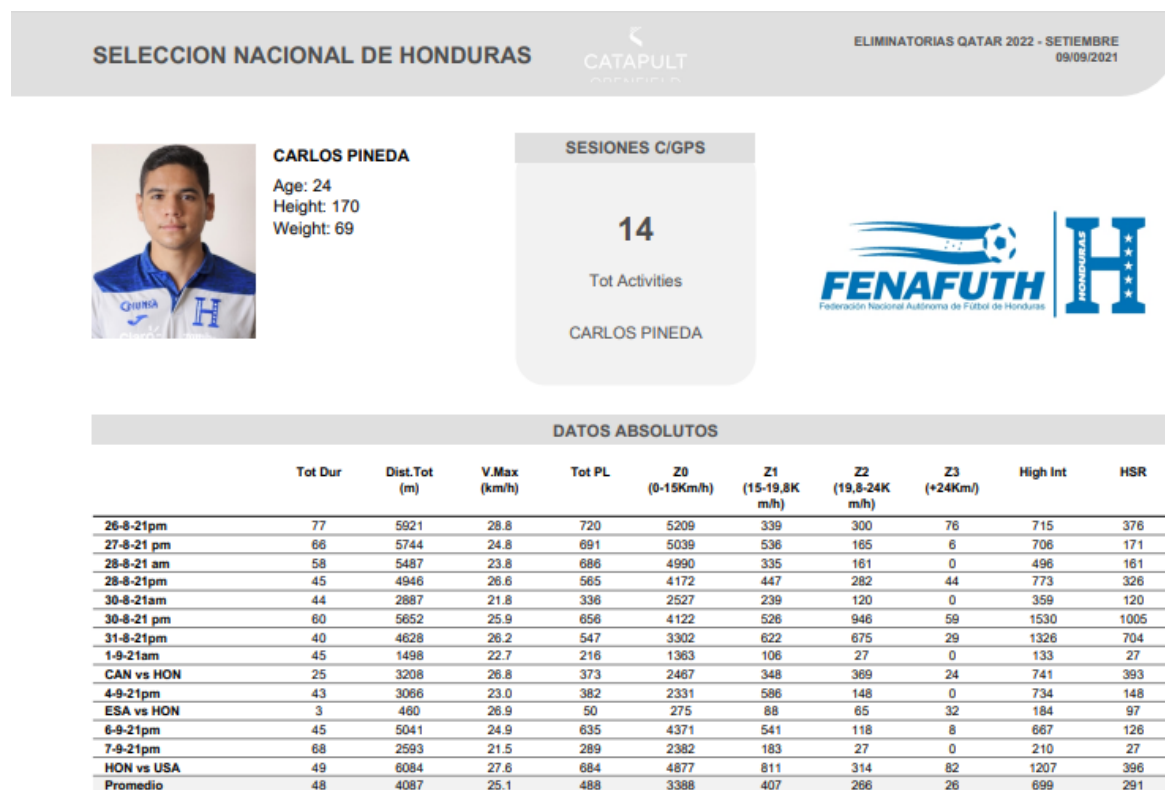 SELECCION NACIONAL DE HONDURAS
CATAPULT
ELIMINATORIAS QATAR 2022 - SETIEMBRE
09/09/2021
CARLOS PINEDA
Age: 24
Height: 170
Weight: 69
SESIONES C/GPS
14
Tot Activities
CARLOS PINEDA
FENAFUTH
Federación Nacional Autónoma de Fútbol de Honduras
HONDURAS
H
H
DATOS ABSOLUTOS
Tot Dur Dist.Tot (m) V.Max (km/h) Tot PL Z0 (0-15Km/h) Z1 (15-19,8K m/h) Z2 (19,8-24K m/h) Z3 (+24Km/) High Int HSR
26-8-21pm 77 5921 28.8 720 5209 339 300 76 715 376
27-8-21 pm 66 5744 24.8 691 5039 536 165 6 706 171
28-8-21 am 58 5487 23.8 686 4990 335 161 0 496 161
28-8-21pm 45 4946 26.6 565 4172 447 282 44 773 326
30-8-21am 44 2887 21.8 336 2527 239 120 0 359 120
30-8-21 pm 60 5652 25.9 656 4122 526 946 59 1530 1005
31-8-21pm 40 4628 26.2 547 3302 622 675 29 1326 704
1-9-21am 45 1498 22.7 216 1363 106 27 0 133 27
CAN vs HON 25 3208 26.8 373 2467 348 369 24 741 393
4-9-21pm 43 3066 23.0 382 2331 586 148 0 734 148
ESA vs HON 3 460 26.9 50 275 88 65 32 184 97
6-9-21pm 45 5041 24.9 635 4371 541 118 8 667 126
7-9-21pm 68 2593 21.5 289 2382 183 27 0 210 27
HON vs USA 49 6084 27.6 684 4877 811 314 82 1207 396
Promedio 48 4087 25.1 488 3388 407 266 26 699 291